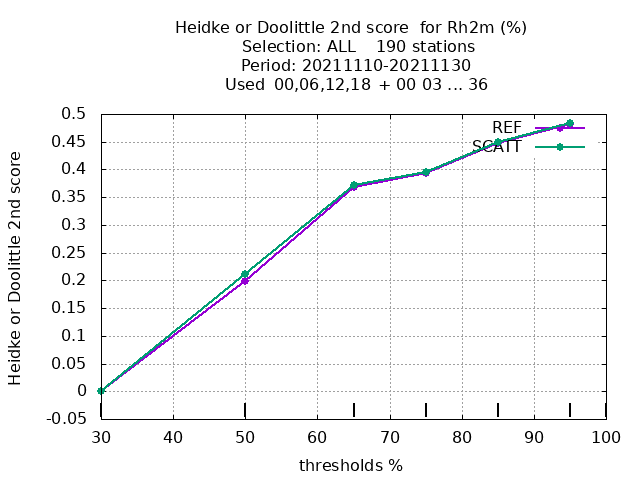 Heidke or Doolittle 2nd score  for Rh2m (%)
Selection: ALL    190 stations
Period: 20211110-20211130
Used  00,06,12,18  + 00 03 ... 36
Heidke or Doolittle 2nd score
0.5
0.45
0.4
0.35
0.3
0.25
0.2
0.15
0.1
0.05
0
-0.05
REF
SCATT
30 40 50 60 70 80 90 100
thresholds %